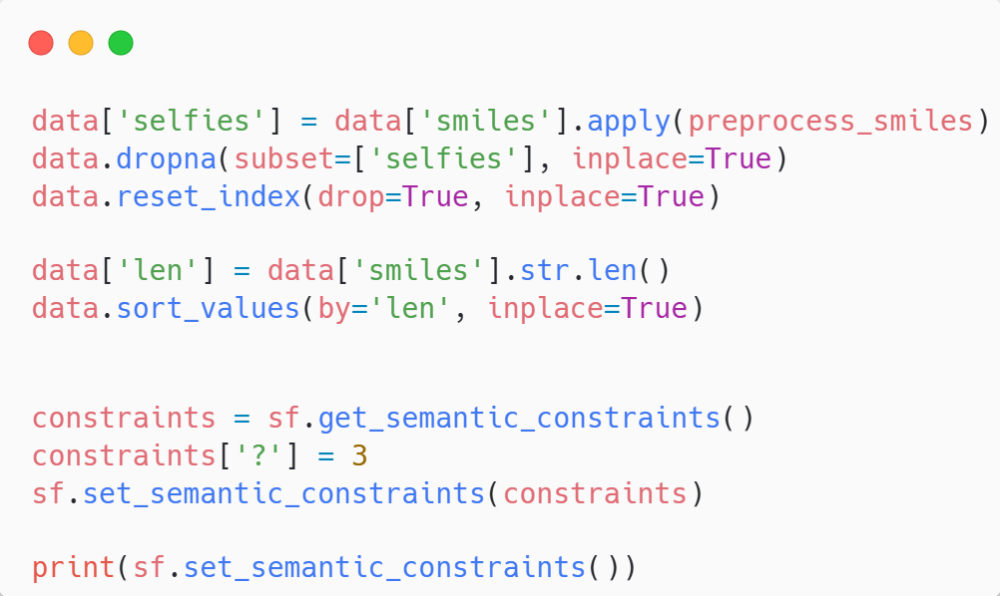 data['selfies'] = data['smiles'].apply(preprocess_smiles)
data.dropna(subset=['selfies'], inplace=True)
data.reset_index(drop=True, inplace=True)
data['len'] = data['smiles'].str.len()
data.sort_values(by='len', inplace=True)
constraints = sf.get_semantic_constraints()
constraints['?'] = 3
sf.set_semantic_constraints(constraints)
print(sf.set_semantic_constraints())